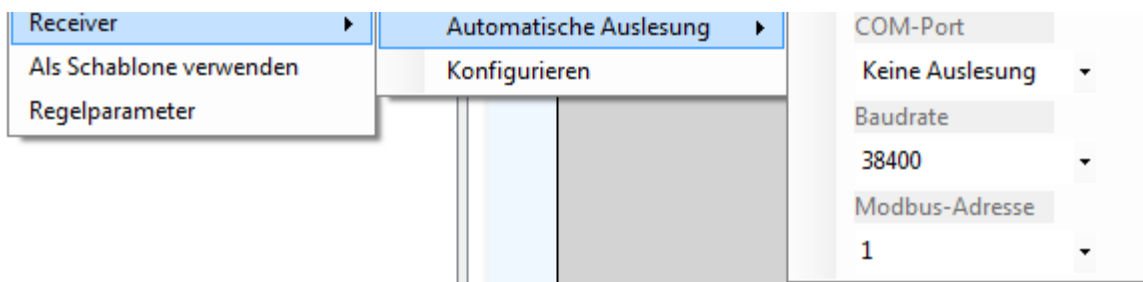 Receiver
Als Schablone verwenden
Regelparameter
Automatische Auslesung
Konfigurieren
COM-Port
Keine Auslesung
Baudrate
38400
Modbus-Adresse
1